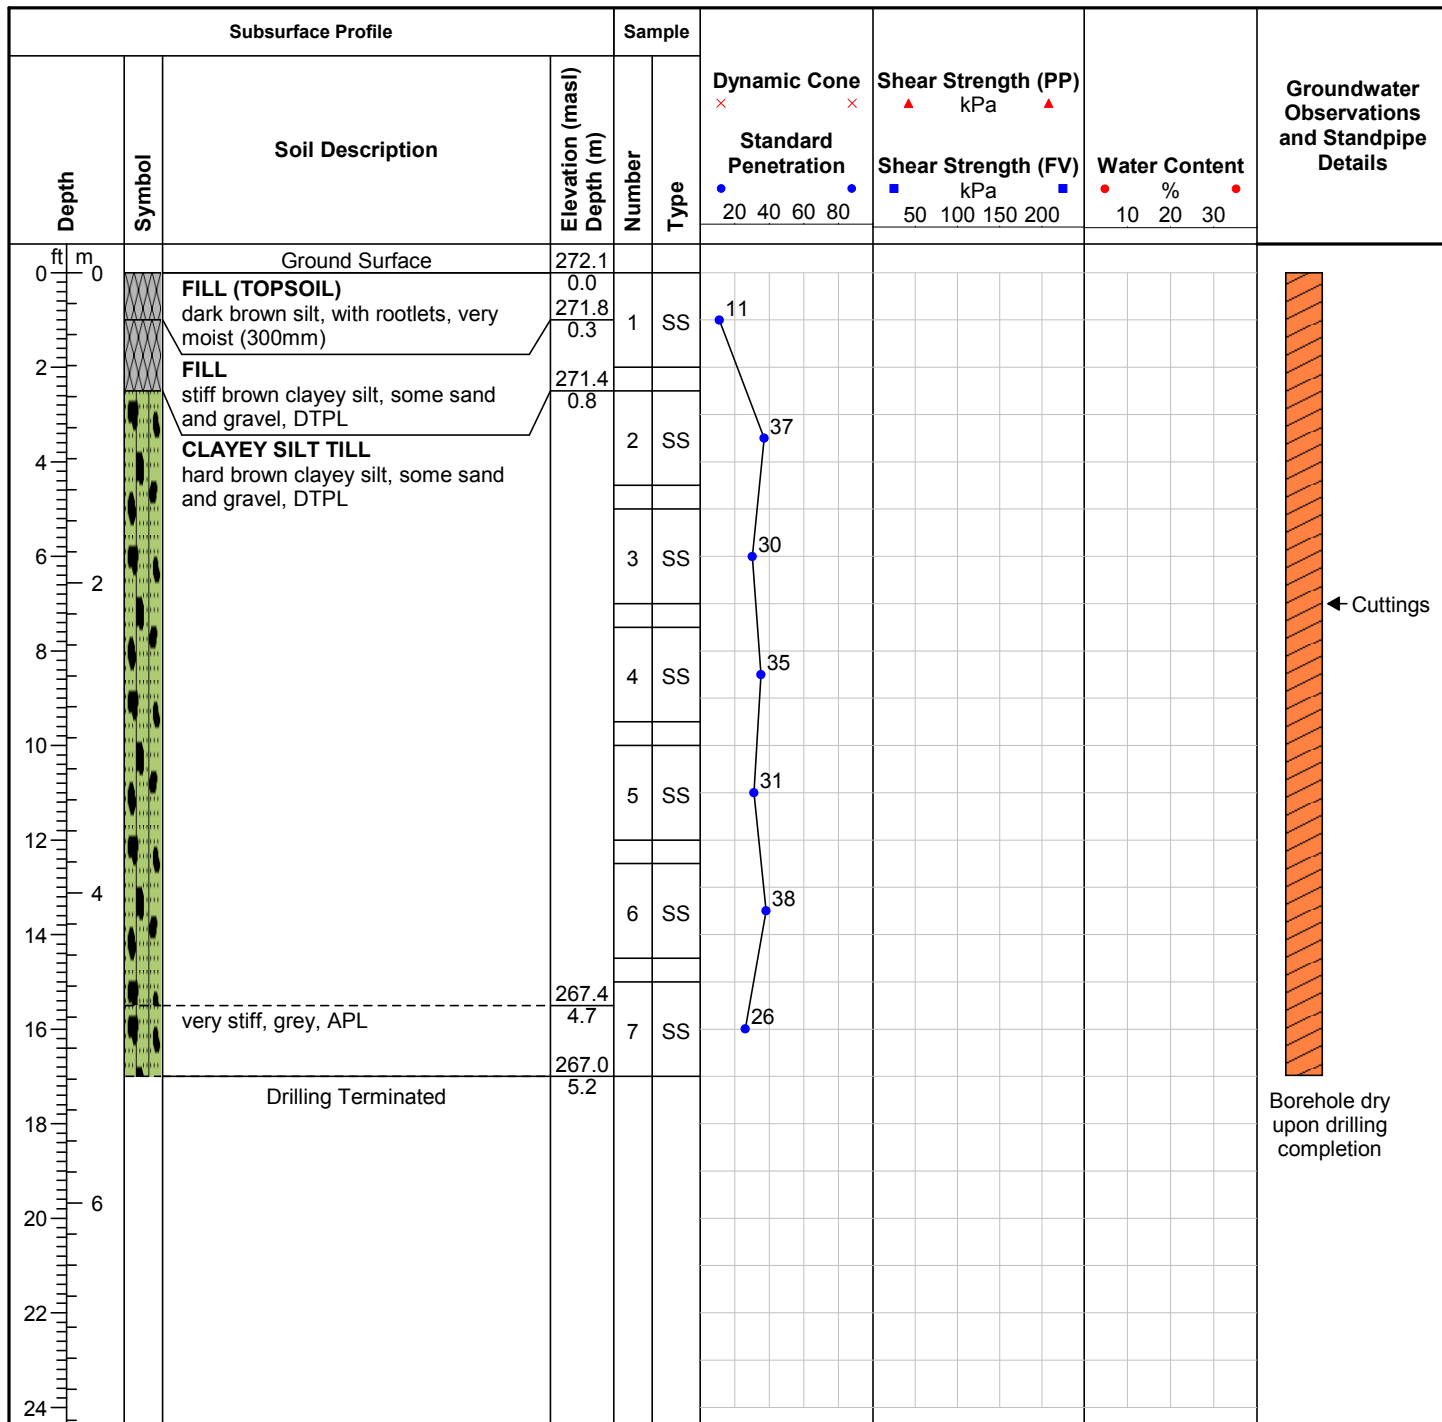 Subsurface Profile
Sample
Depth
Symbol
Soil Description
Elevation (masl)
Depth (m)
Number
Type
Dynamic Cone
Standard
Penetration
20 40 60 80
Shear Strength (PP)
kPa
Shear Strength (FV)
kPa
50 100 150 200
Water Content
%
10 20 30
Groundwater
Observations
and Standpipe
Details
ft m
0 0
2
4
6
2
8
10
12
4
14
16
18
6
20
22
24
Ground Surface
272.1
0.0
FILL (TOPSOIL)
dark brown silt, with rootlets, very
moist (300mm)
271.8
0.3
FILL
stiff brown clayey silt, some sand
and gravel, DTPL
271.4
0.8
CLAYEY SILT TILL
hard brown clayey silt, some sand
and gravel, DTPL
267.4
4.7
very stiff, grey, APL
267.0
5.2
Drilling Terminated
1 SS 11
2 SS 37
3 SS 30
4 SS 35
5 SS 31
6 SS 38
7 SS 26
Cuttings
Borehole dry
upon drilling
completion